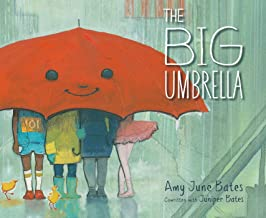 THE
BIG
UMBRELLA
Amy June Bates
Cowritten with Juniper Bates